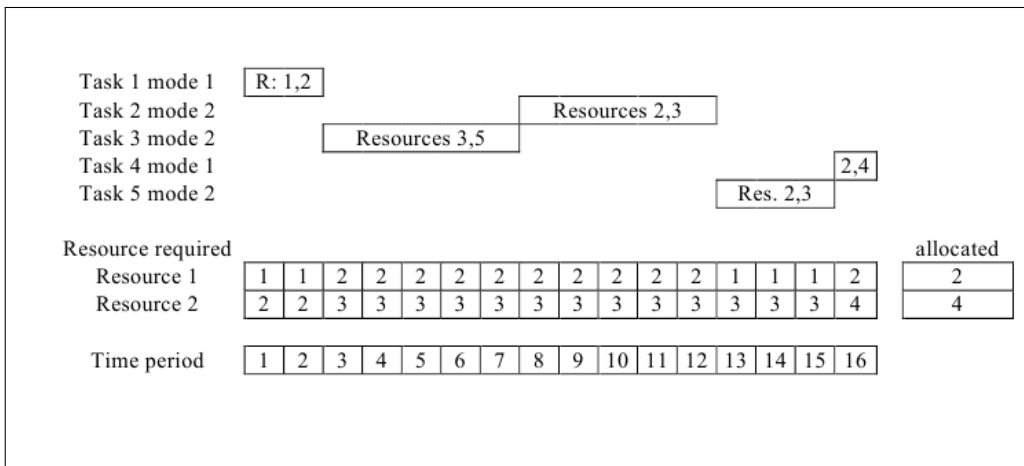 Task 1 mode 1 R: 1,2
Task 2 mode 2 Resources 2,3
Task 3 mode 2 Resources 3,5
Task 4 mode 1 2,4
Task 5 mode 2 Res. 2,3
Resource required allocated
Resource 1 1 1 2 2 2 2 2 2 2 2 2 2 1 1 1 2 2
Resource 2 2 2 3 3 3 3 3 3 3 3 3 3 3 3 3 4 4
Time period 1 2 3 4 5 6 7 8 9 10 11 12 13 14 15 16